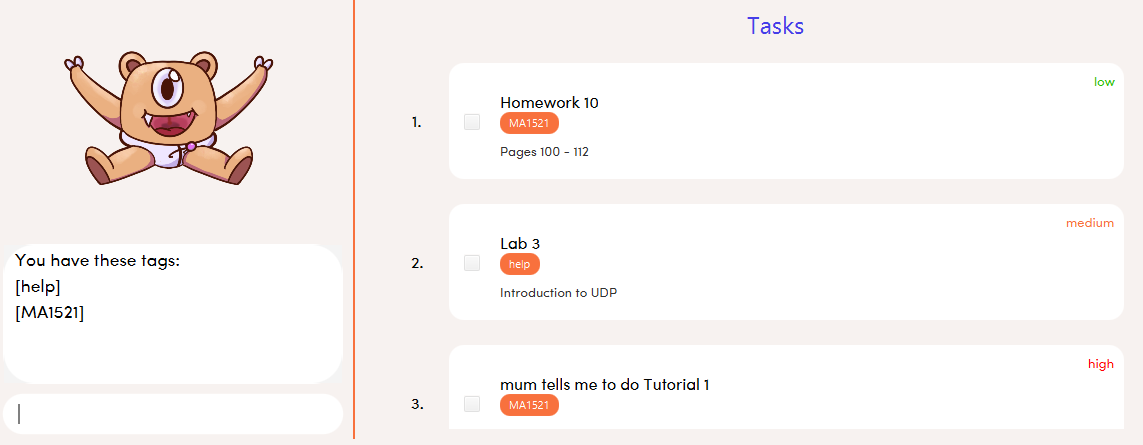 You have these tags:
[help]
[MA1521]
Tasks
low
1.
Homework 10
MA1521
Pages 100 - 112
medium
2.
Lab 3
help
Introduction to UDP
high
3.
mum tells me to do Tutorial 1
MA1521